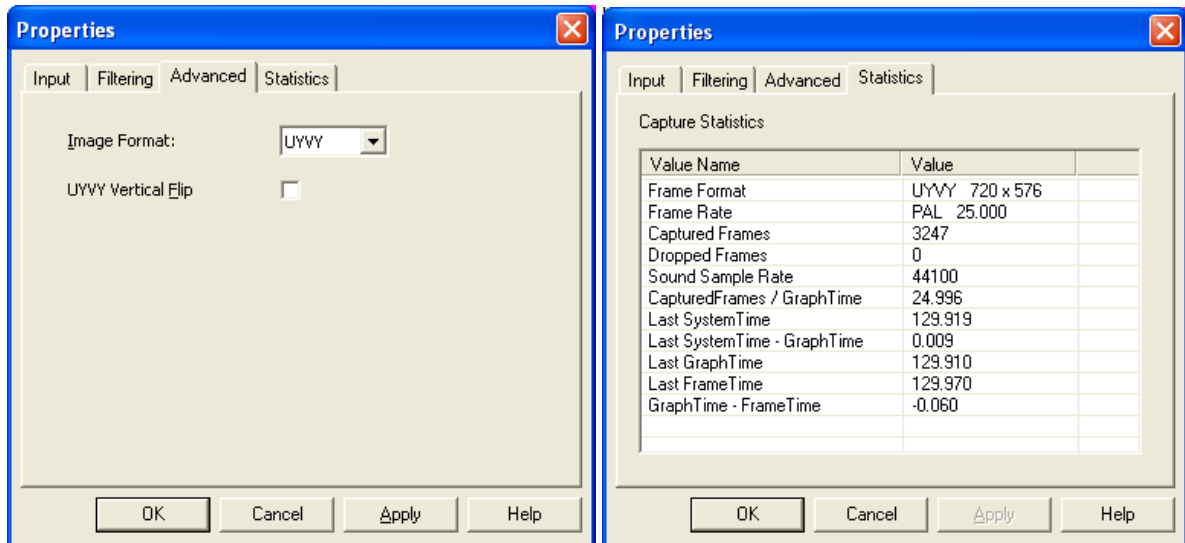 Properties
Input Filtering Advanced Statistics
Image Format: UYVY
UYVY Vertical Flip
OK Cancel Apply Help
Properties
Input Filtering Advanced Statistics
Capture Statistics
Value Name Value
Frame Format UYVY 720 x 576
Frame Rate PAL 25.000
Captured Frames 3247
Dropped Frames 0
Sound Sample Rate 44100
CapturedFrames / GraphTime 24.996
Last SystemTime 129.919
Last SystemTime - GraphTime 0.009
Last GraphTime 129.910
Last FrameTime 129.970
GraphTime - FrameTime -0.060
OK Cancel Apply Help